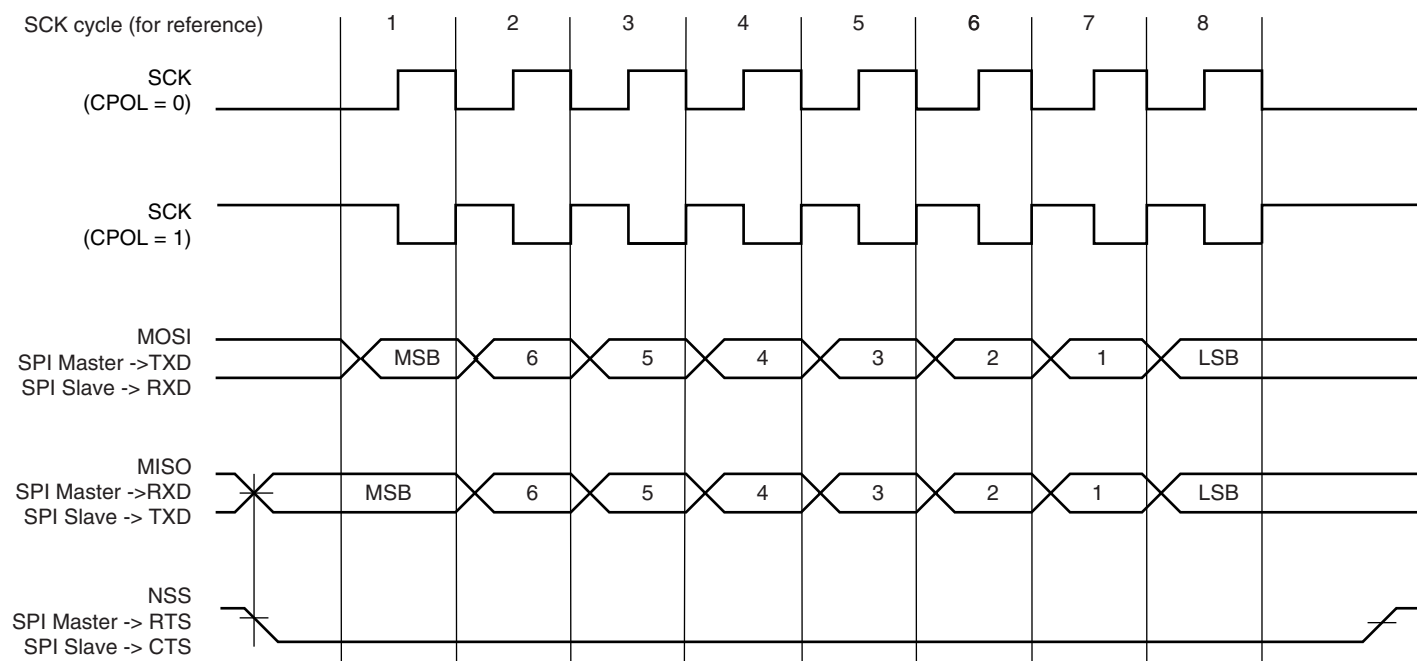 SCK cycle (for reference) 1 2 3 4 5 6 7 8
SCK
(CPOL = 0)
SCK
(CPOL = 1)
MOSI
SPI Master ->TXD
SPI Slave -> RXD
MSB 6 5 4 3 2 1 LSB
MISO
SPI Master ->RXD
SPI Slave -> TXD
MSB 6 5 4 3 2 1 LSB
NSS
SPI Master -> RTS
SPI Slave -> CTS